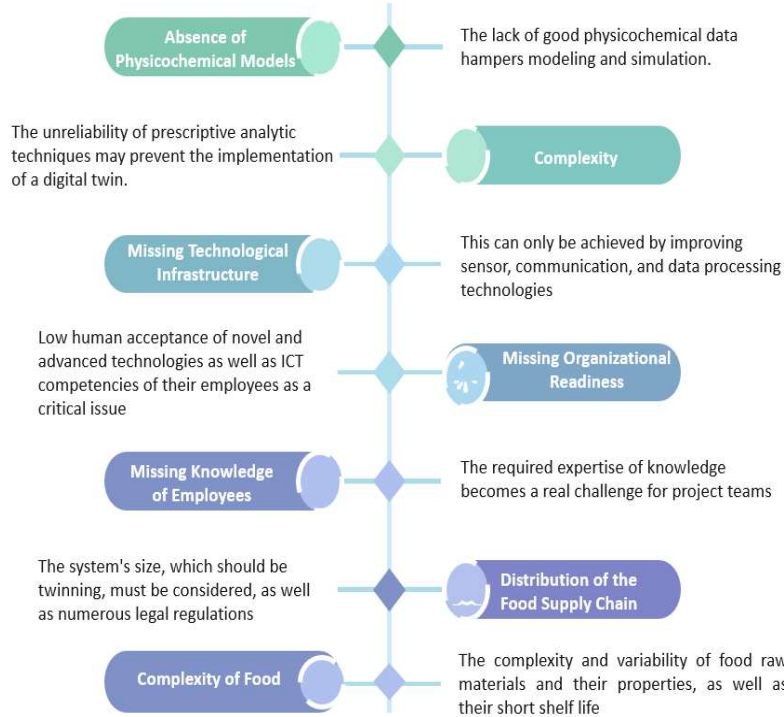 Absence of
Physicochemical Models
The lack of good physicochemical data
hampers modeling and simulation.
The unreliability of prescriptive analytic
techniques may prevent the implementation
of a digital twin.
Complexity
Missing Technological
Infrastructure
This can only be achieved by improving
sensor, communication, and data processing
technologies
Low human acceptance of novel and
advanced technologies as well as ICT
competencies of their employees as a
critical issue
Missing Organizational
Readiness
Missing Knowledge
of Employees
The required expertise of knowledge
becomes a real challenge for project teams
The system's size, which should be
twinning, must be considered, as well
as numerous legal regulations
Distribution of the
Food Supply Chain
Complexity of Food
The complexity and variability of food raw
materials and their properties, as well as
their short shelf life